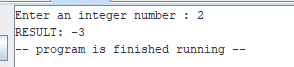 Enter an integer number : 2
RESULT: -3
-- program is finished running --